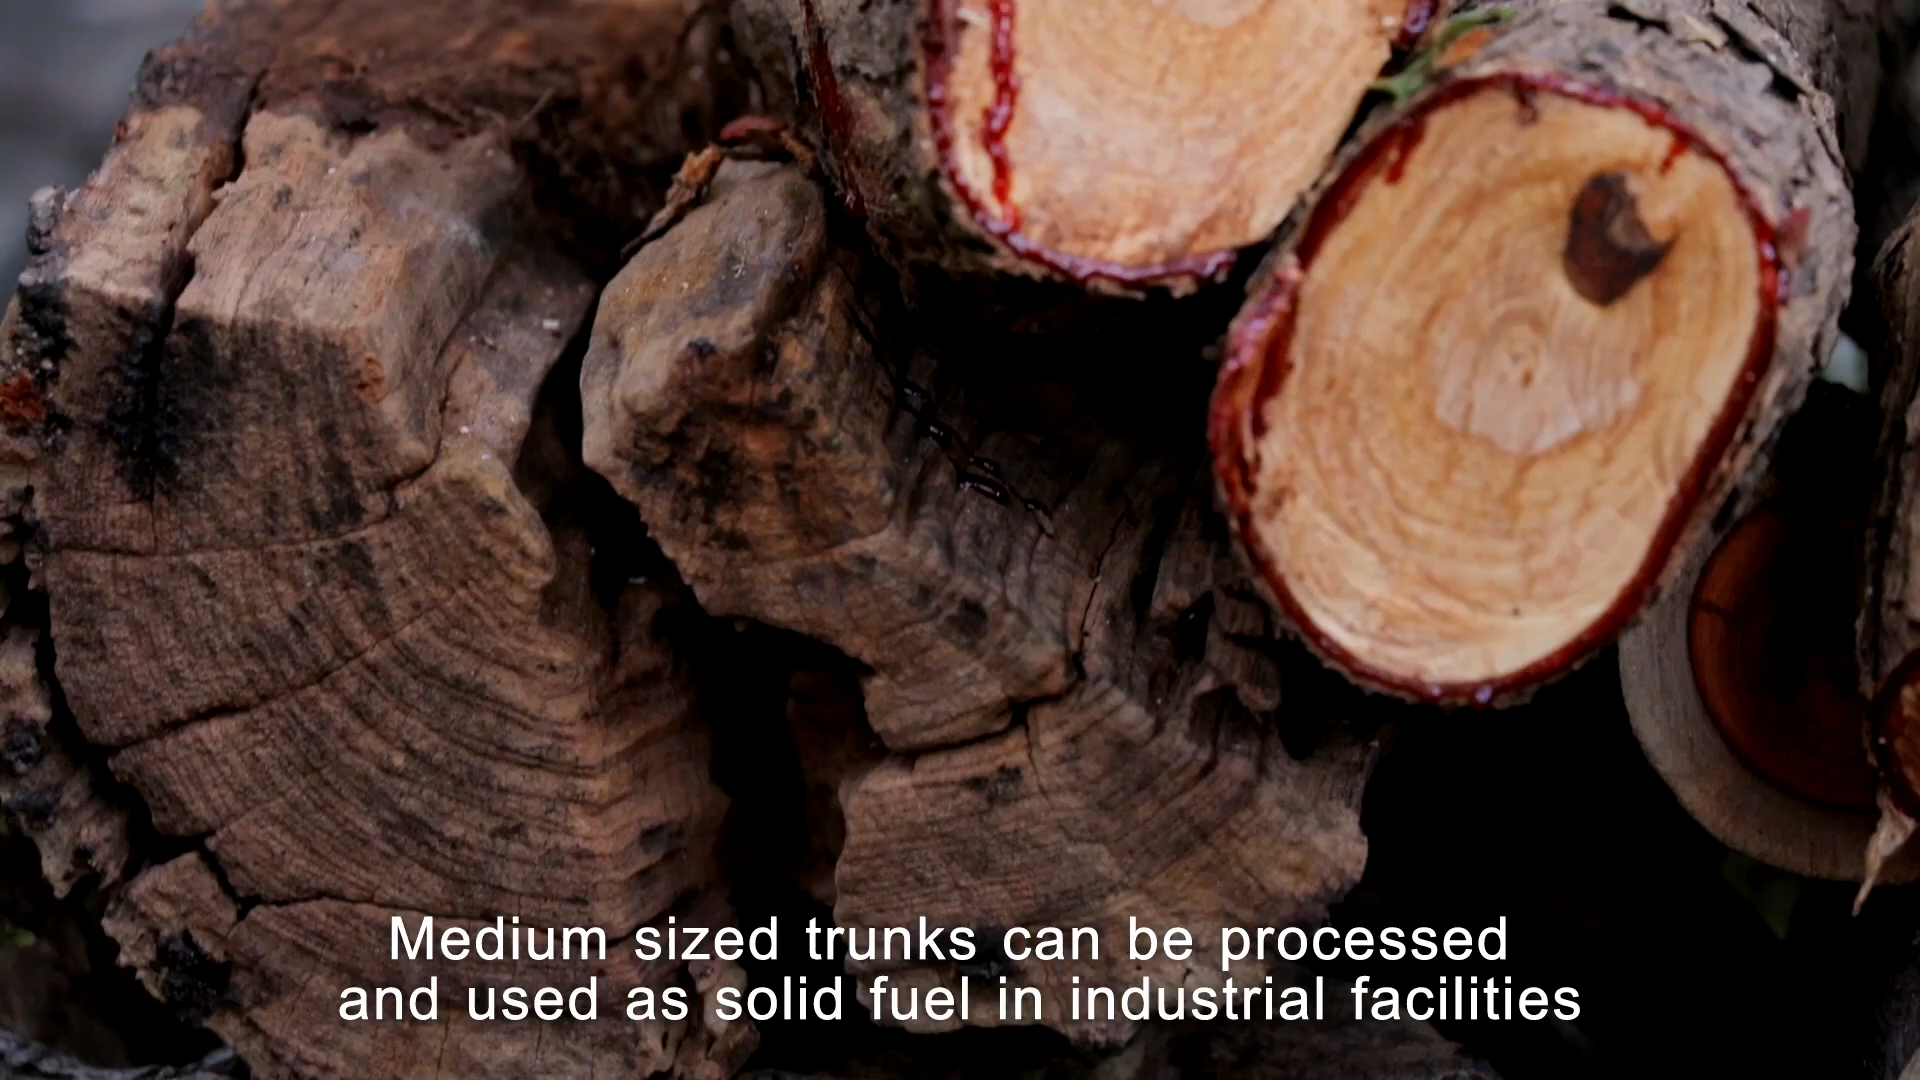 Medium sized trunks can be processed
and used as solid fuel in industrial facilities